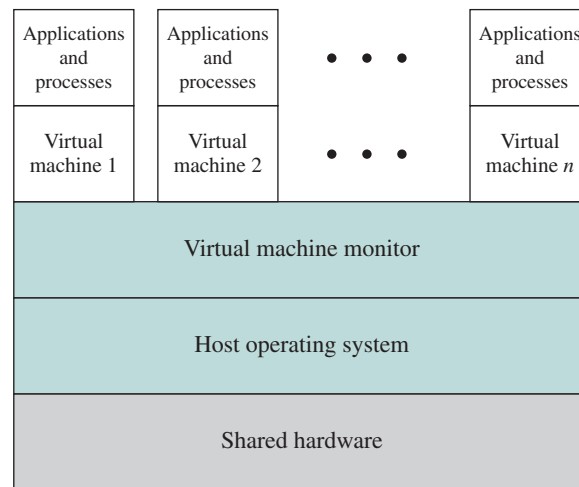 Applications
and
processes
Applications
and
processes
Applications
and
processes
Virtual
machine 1
Virtual
machine 2
Virtual
machine n
Virtual machine monitor
Host operating system
Shared hardware